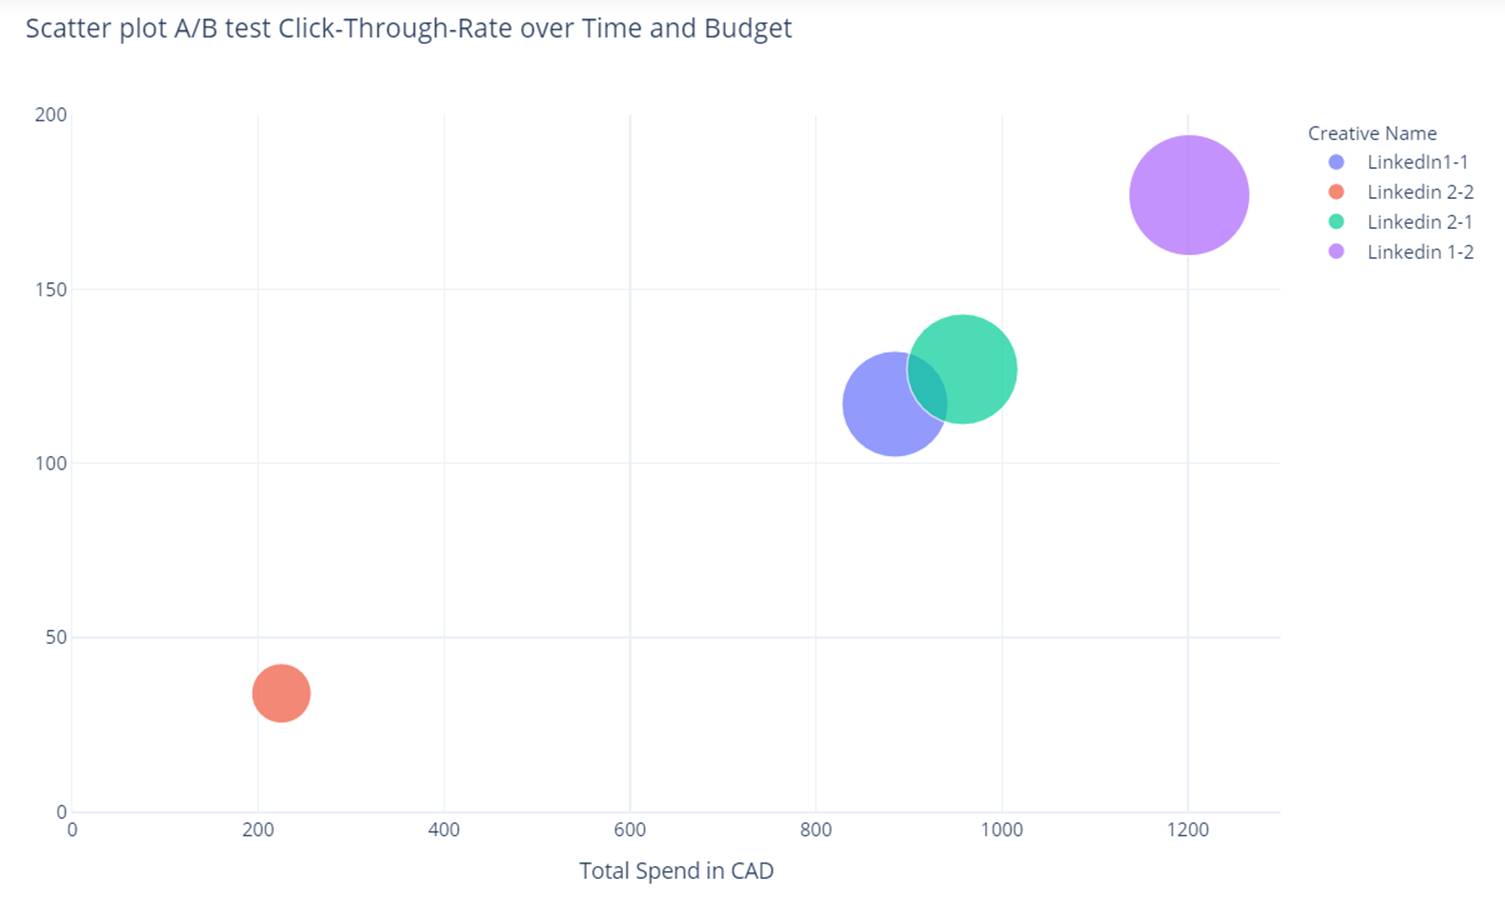 Scatter plot A/B test Click-Through-Rate over Time and Budget
200
150
100
50
0
0 200 400 600 800 1000 1200
Total Spend in CAD
Creative Name
LinkedIn1-1
Linkedin 2-2
Linkedin 2-1
Linkedin 1-2